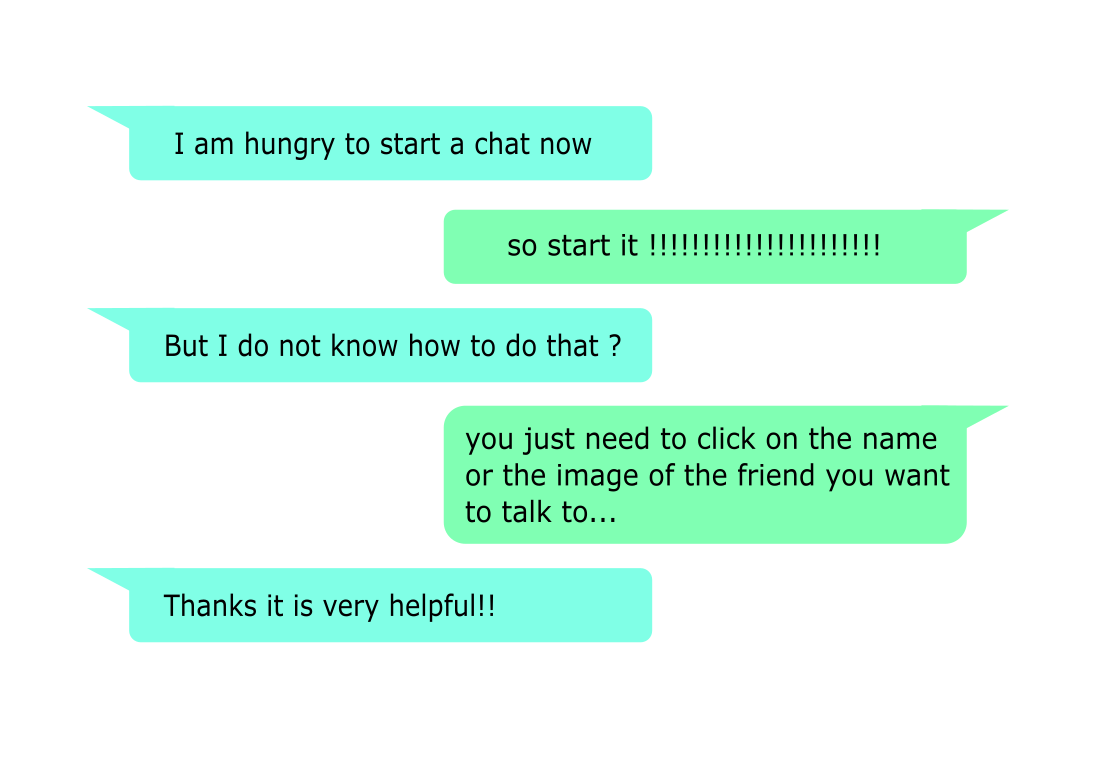 I am hungry to start a chat now
so start it !!!!!!!!!!!!!!!!!!!!!!
But I do not know how to do that ?
you just need to click on the name
or the image of the friend you want
to talk to...
Thanks it is very helpful!!